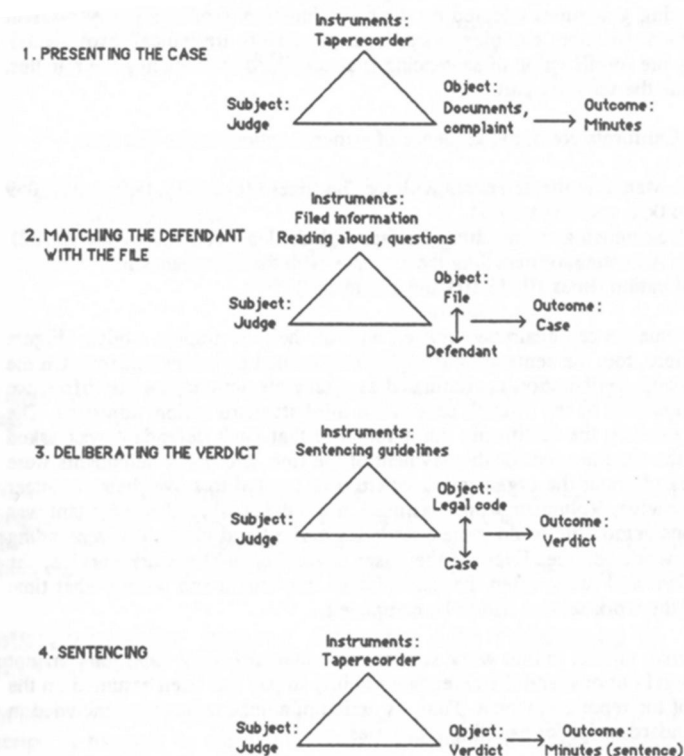 Instruments:
Taperecorder
1. PRESENTING THE CASE
Object:
Subject:
Documents,
Outcome:
Judge
complaint
Minutes
Instruments:
Filed information
2. MATCHING THE DEFENDANT
Reading aloud, questions
WITH THE FILE
Object:
File
Subject:
Outcome:
Judge
Case
Defendant
Instruments:
3. DELIBERATING THE VERDICT
Sentencing guidelines
Object:
Legal code
Subject:
Outcome:
Judge
Verdict
Case
Instruments:
4. SENTENCING
Taperecorder
Subject:
Object:
Outcome:
Judge
Verdict
Minutes (sentence